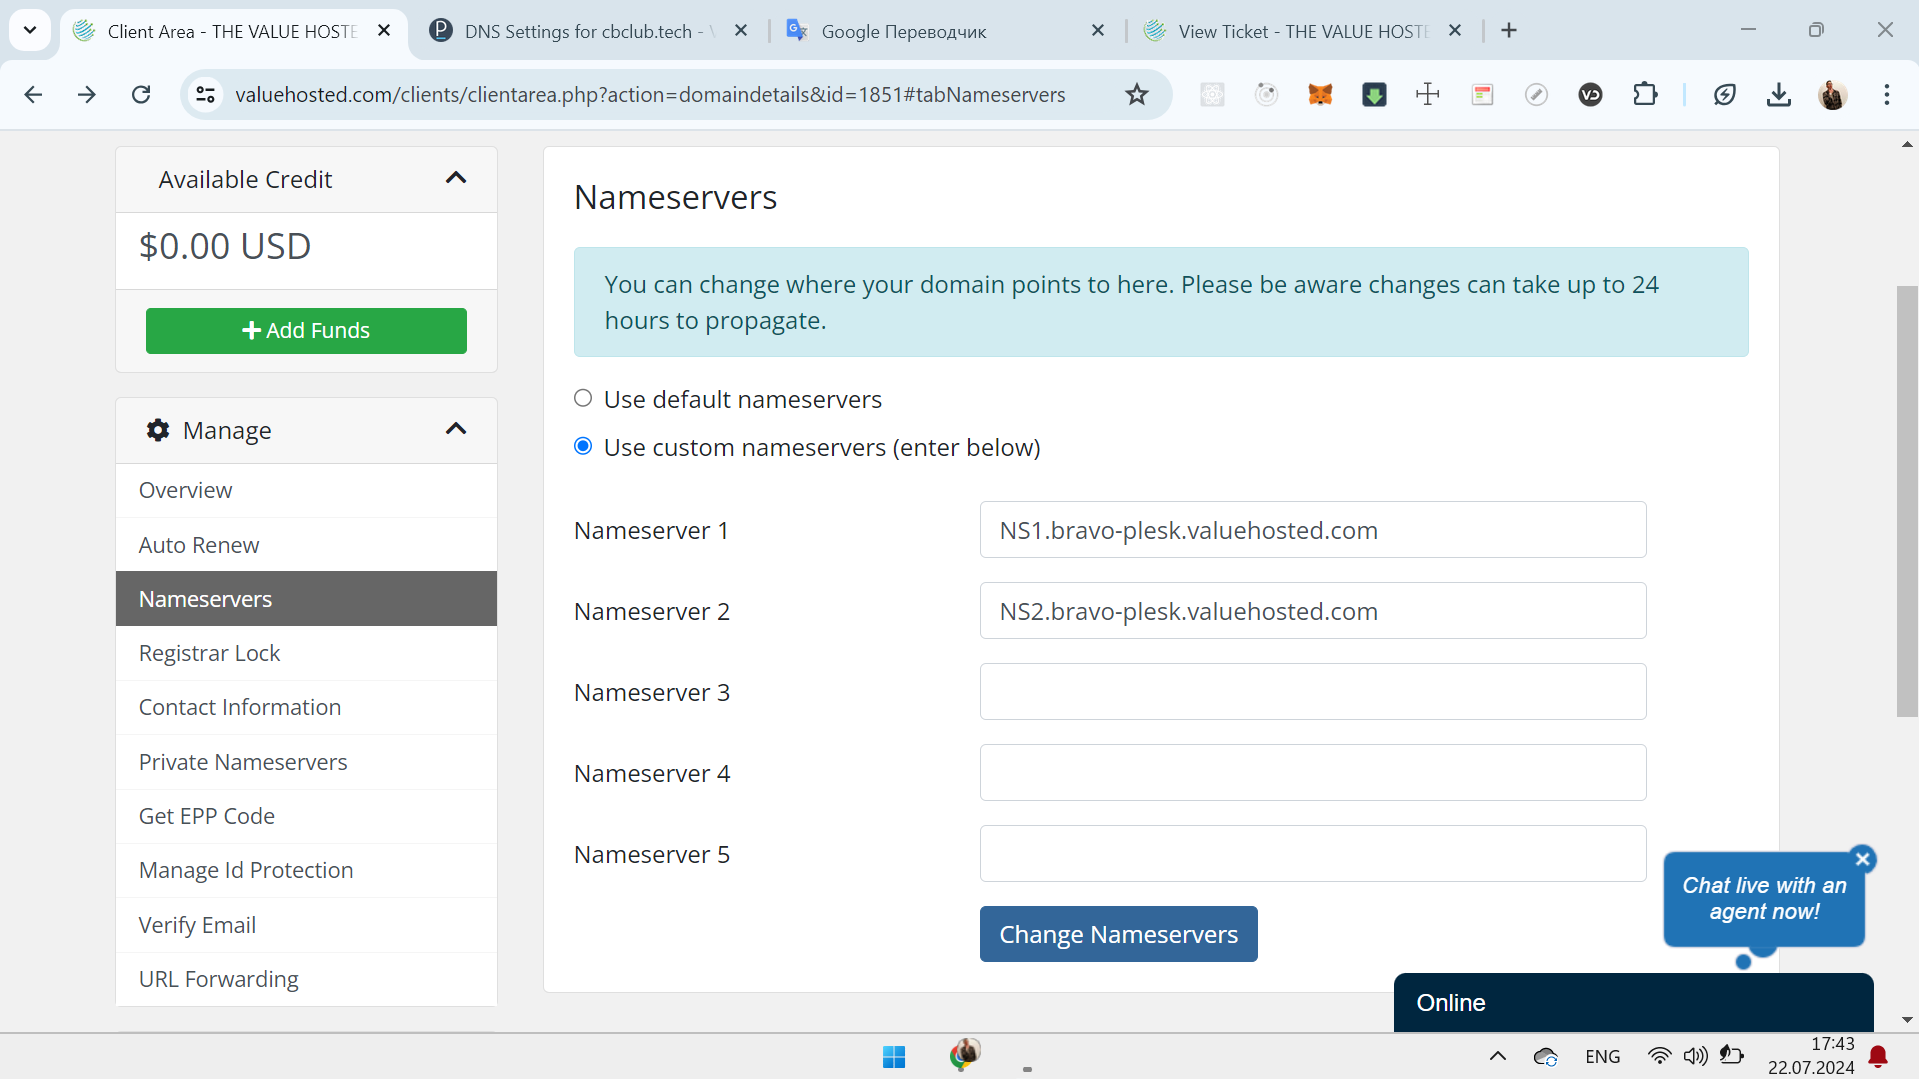 Client Area - THE VALUE HOSTE
DNS Settings for cbclub.tech -
Google Переводчик
View Ticket - THE VALUE HOSTE
valuehosted.com/clients/clientarea.php?action=domaindetails&id=1851#tabNameservers
Available Credit
$0.00 USD
Add Funds
Manage
Overview
Auto Renew
Nameservers
Registrar Lock
Contact Information
Private Nameservers
Get EPP Code
Manage Id Protection
Verify Email
URL Forwarding
Nameservers
You can change where your domain points to here. Please be aware changes can take up to 24
hours to propagate.
Use default nameservers
Use custom nameservers (enter below)
Nameserver 1
NS1.bravo-plesk.valuehosted.com
Nameserver 2
NS2.bravo-plesk.valuehosted.com
Nameserver 3
Nameserver 4
Nameserver 5
Change Nameservers
Chat live with an
agent now!
Online
ENG
17:43
22.07.2024